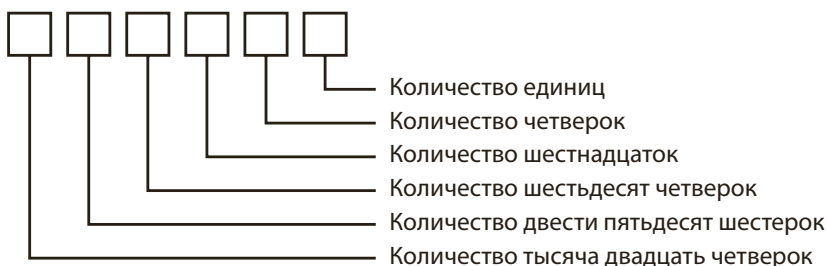 Количество единиц
Количество четверок
Количество шестнадцаток
Количество шестьдесят четверок
Количество двести пятьдесят шестерок
Количество тысяча двадцать четверок